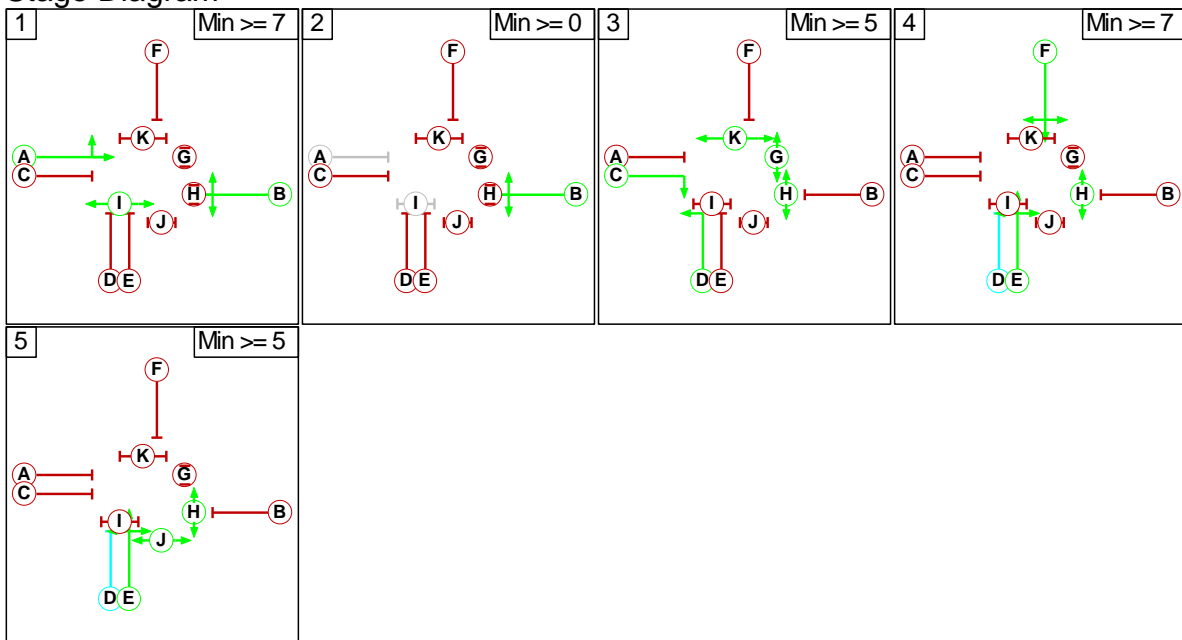 Stage Diagram
1 Min >= 7
F
K
A
G
C
H B
I
J
D E
2 Min >= 0
F
K
A
G
C
H B
I
J
D E
3 Min >= 5
F
K
A
G
C
H B
I
J
D E
4 Min >= 7
F
K
A
G
C
H B
I
J
D E
5 Min >= 5
F
K
A
G
C
H B
I
J
D E